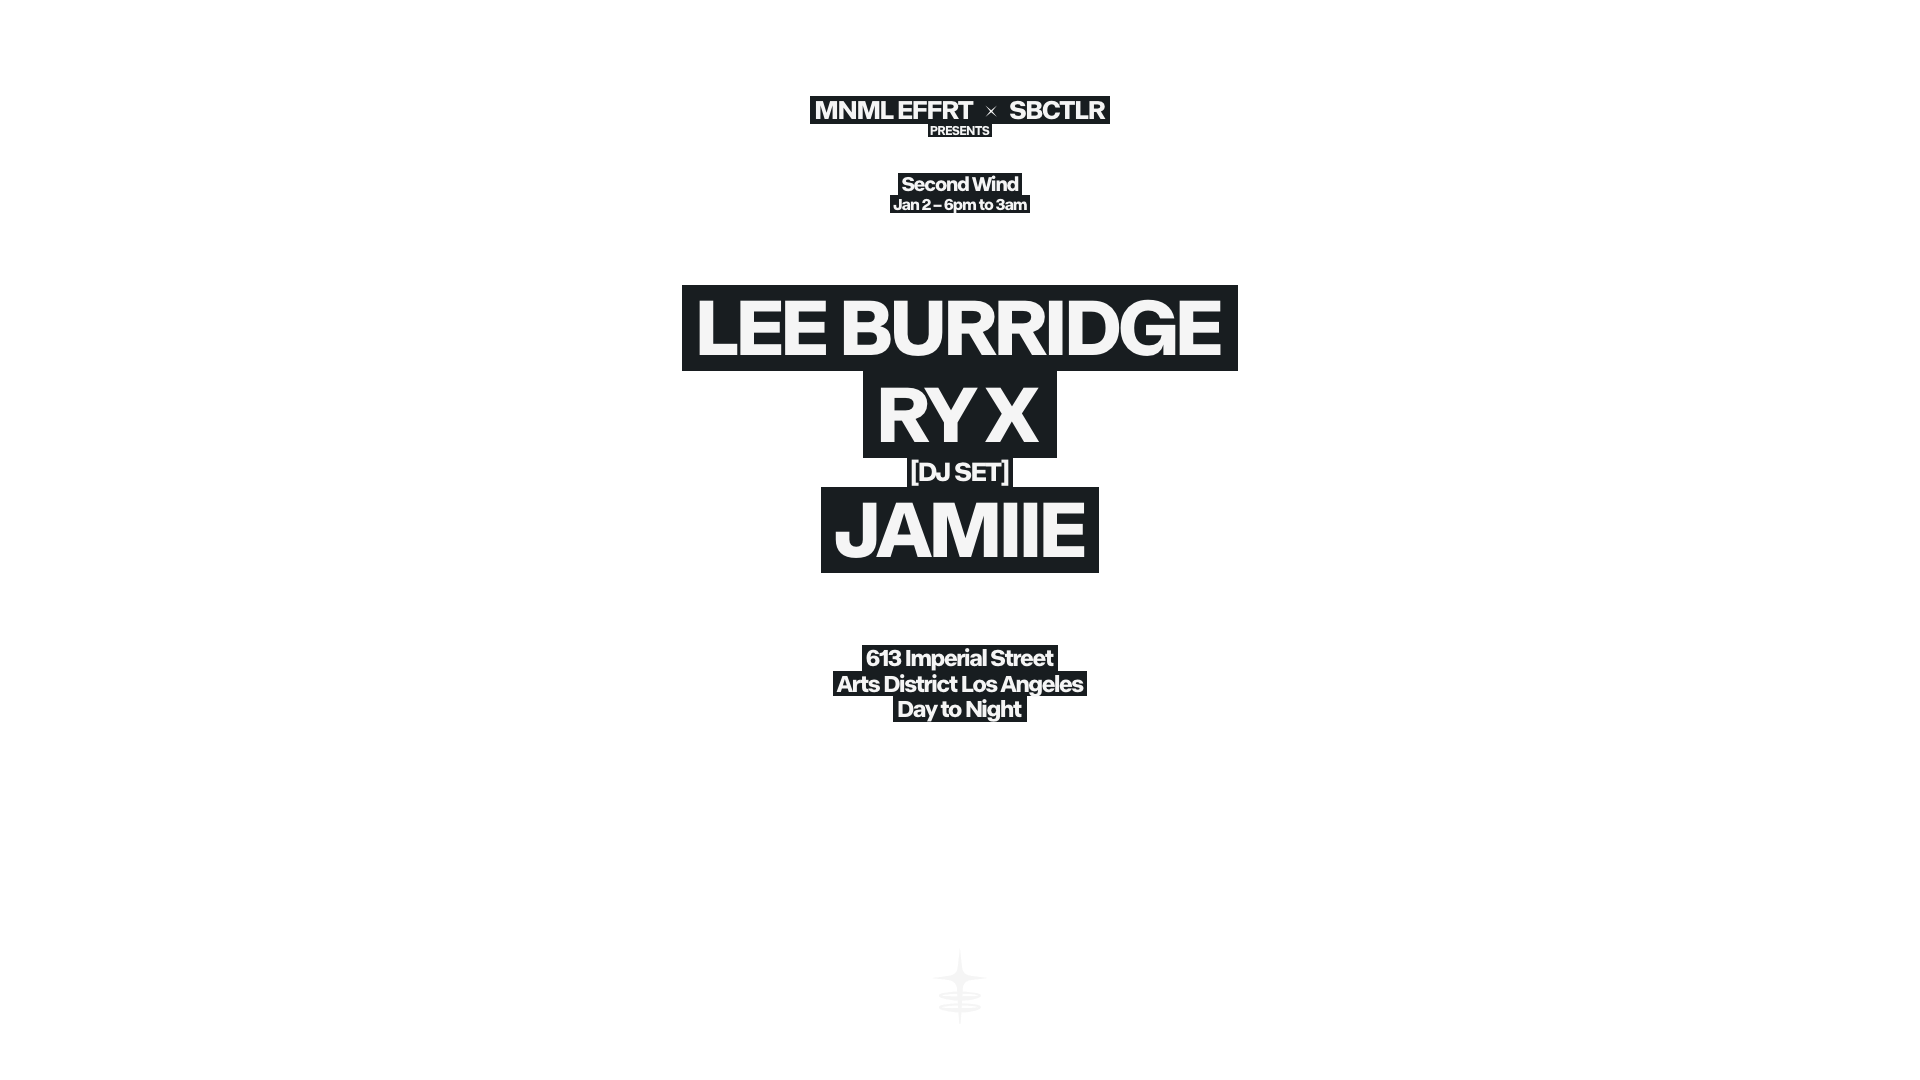 MNML EFFRT × SBCTLR
PRESENTS
Second Wind
Jan 2 – 6pm to 3am
LEE BURRIDGE
RY X
[DJ SET]
JAMIIE
613 Imperial Street
Arts District Los Angeles
Day to Night